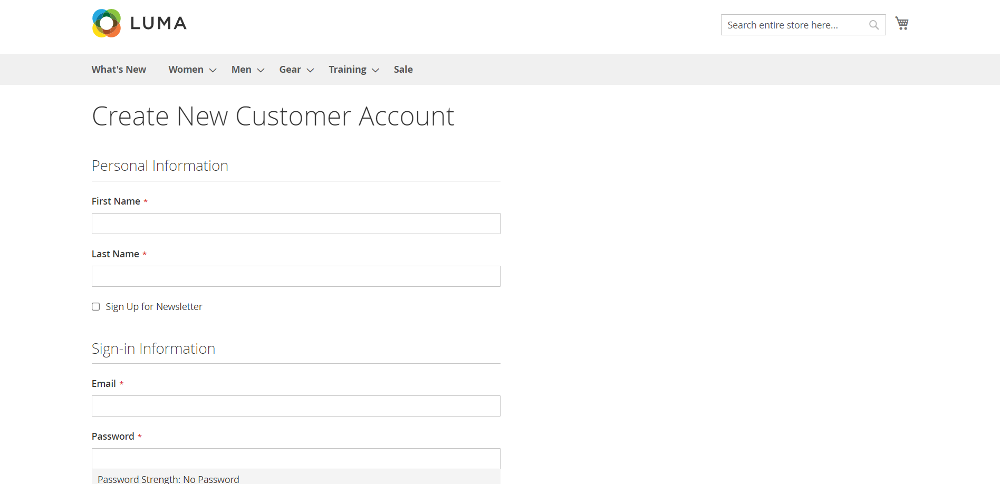 LUMA
Search entire store here...
What's New Women Men Gear Training Sale
Create New Customer Account
Personal Information
First Name *
Last Name *
Sign Up for Newsletter
Sign-in Information
Email *
Password *
Password Strength: No Password